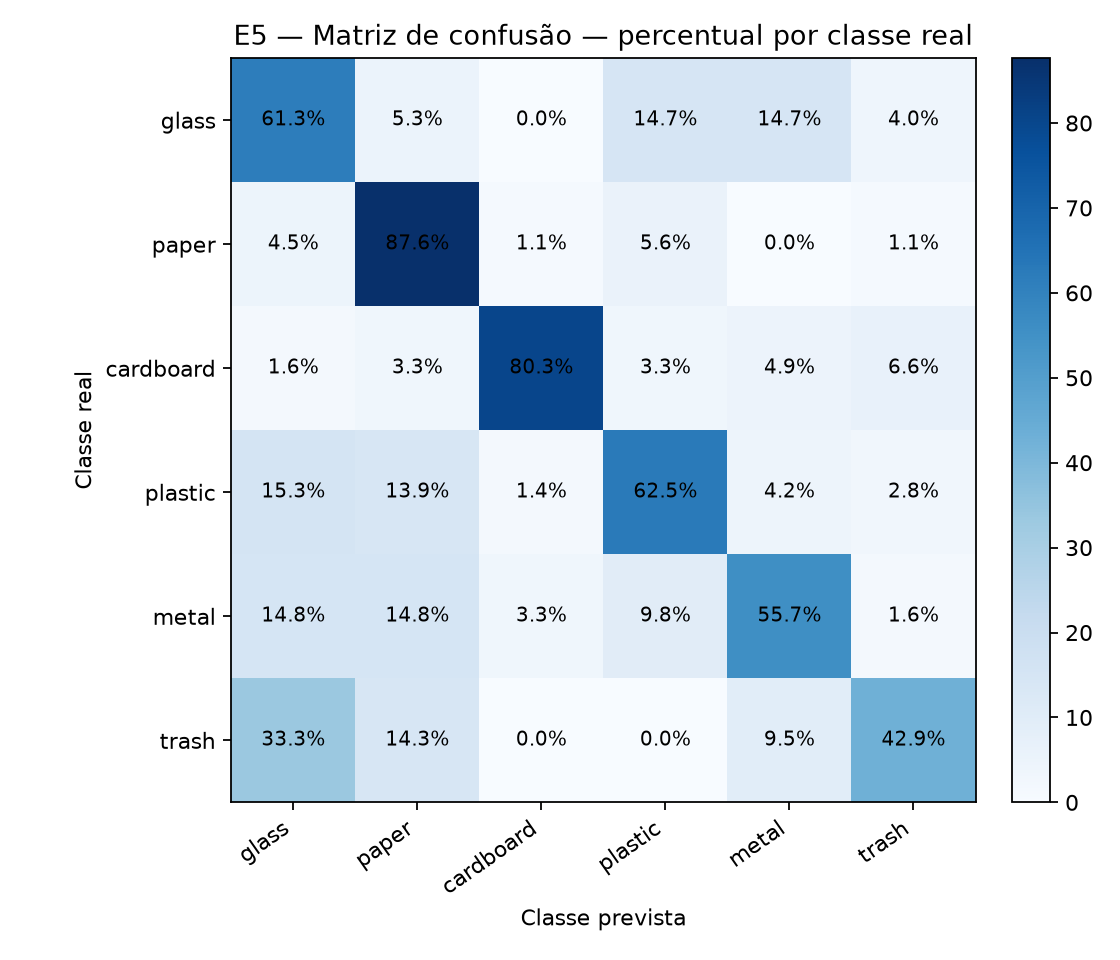 E5 — Matriz de confusão — percentual por classe real
glass 61.3% 5.3% 0.0% 14.7% 14.7% 4.0%
paper 4.5% 87.6% 1.1% 5.6% 0.0% 1.1%
cardboard 1.6% 3.3% 80.3% 3.3% 4.9% 6.6%
plastic 15.3% 13.9% 1.4% 62.5% 4.2% 2.8%
metal 14.8% 14.8% 3.3% 9.8% 55.7% 1.6%
trash 33.3% 14.3% 0.0% 0.0% 9.5% 42.9%
Classe real
glass paper cardboard plastic metal trash
Classe prevista
80
70
60
50
40
30
20
10
0